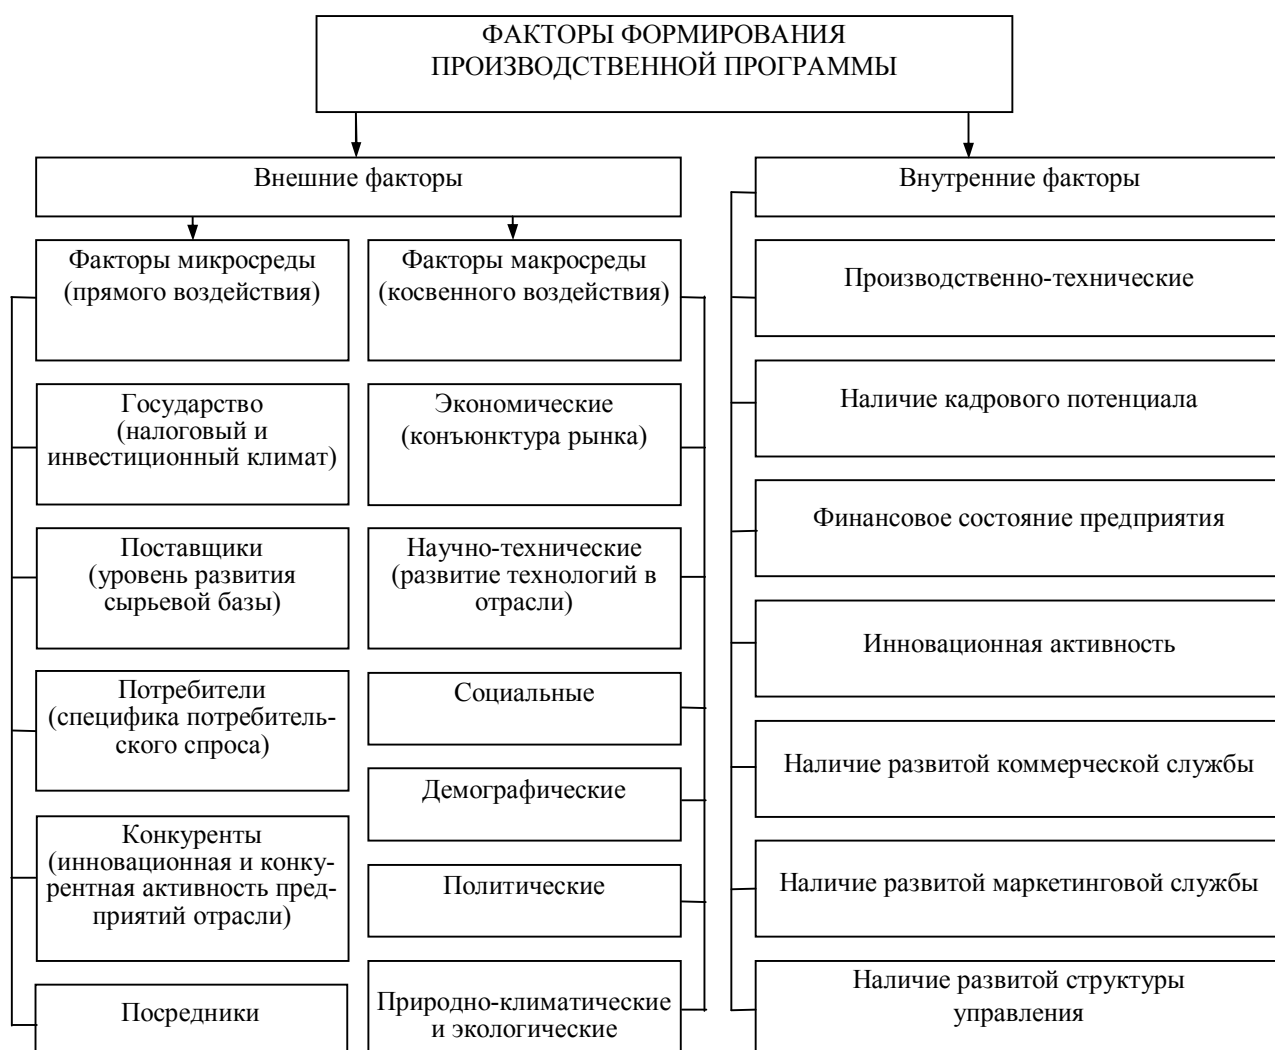 ФАКТОРЫ ФОРМИРОВАНИЯ
ПРОИЗВОДСТВЕННОЙ ПРОГРАММЫ
Внешние факторы
Факторы микросреды
(прямого воздействия)
Государство
(налоговый и
инвестиционный климат)
Поставщики
(уровень развития
сырьевой базы)
Потребители
(специфика потребитель-
ского спроса)
Конкуренты
(инновационная и конку-
рентная активность пред-
приятий отрасли)
Посредники
Факторы макросреды
(косвенного воздействия)
Экономические
(конъюнктура рынка)
Научно-технические
(развитие технологий в
отрасли)
Социальные
Демографические
Политические
Природно-климатические
и экологические
Внутренние факторы
Производственно-технические
Наличие кадрового потенциала
Финансовое состояние предприятия
Инновационная активность
Наличие развитой коммерческой службы
Наличие развитой маркетинговой службы
Наличие развитой структуры
управления